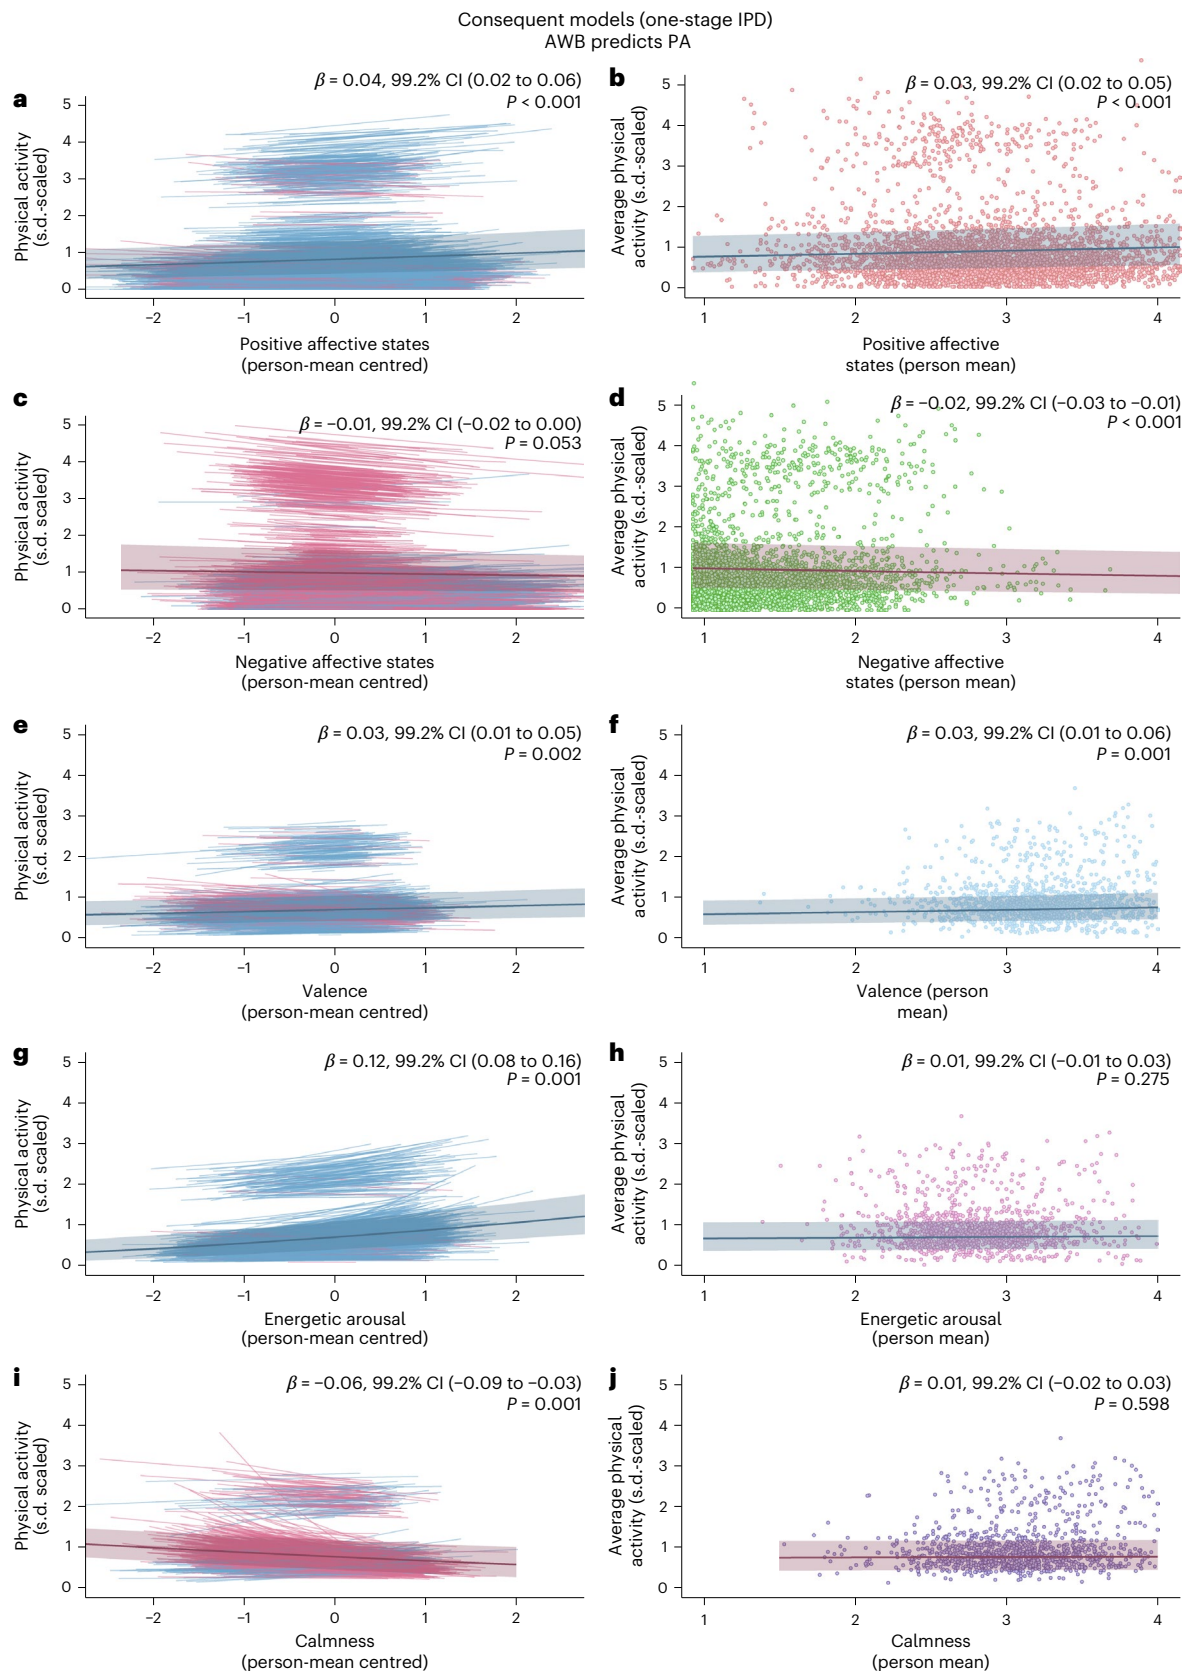 Consequent models (one-stage IPD)
AWB predicts PA
a
β = 0.04, 99.2% CI (0.02 to 0.06)
P < 0.001
Physical activity
(s.d.-scaled)
5
4
3
2
1
0
−2
−1
0
1
2
Positive affective states
(person-mean centred)
b
β = 0.03, 99.2% CI (0.02 to 0.05)
P < 0.001
Average physical
activity (s.d.-scaled)
5
4
3
2
1
0
1
2
3
4
Positive affective
states (person mean)
c
β = −0.01, 99.2% CI (−0.02 to 0.00)
P = 0.053
Physical activity
(s.d. scaled)
5
4
3
2
1
0
−2
−1
0
1
2
Negative affective states
(person-mean centred)
d
β = −0.02, 99.2% CI (−0.03 to −0.01)
P < 0.001
Average physical
activity (s.d.-scaled)
5
4
3
2
1
0
1
2
3
4
Negative affective
states (person mean)
e
β = 0.03, 99.2% CI (0.01 to 0.05)
P = 0.002
Physical activity
(s.d. scaled)
5
4
3
2
1
0
−2
−1
0
1
2
Valence
(person-mean centred)
f
β = 0.03, 99.2% CI (0.01 to 0.06)
P = 0.001
Average physical
activity (s.d.-scaled)
5
4
3
2
1
0
1
2
3
4
Valence (person
mean)
g
β = 0.12, 99.2% CI (0.08 to 0.16)
P = 0.001
Physical activity
(s.d. scaled)
5
4
3
2
1
0
−2
−1
0
1
2
Energetic arousal
(person-mean centred)
h
β = 0.01, 99.2% CI (−0.01 to 0.03)
P = 0.275
Average physical
activity (s.d.-scaled)
5
4
3
2
1
0
1
2
3
4
Energetic arousal
(person mean)
i
β = −0.06, 99.2% CI (−0.09 to −0.03)
P = 0.001
Physical activity
(s.d. scaled)
5
4
3
2
1
0
−2
−1
0
1
2
Calmness
(person-mean centred)
j
β = 0.01, 99.2% CI (−0.02 to 0.03)
P = 0.598
Average physical
activity (s.d.-scaled)
5
4
3
2
1
0
1
2
3
4
Calmness
(person mean)